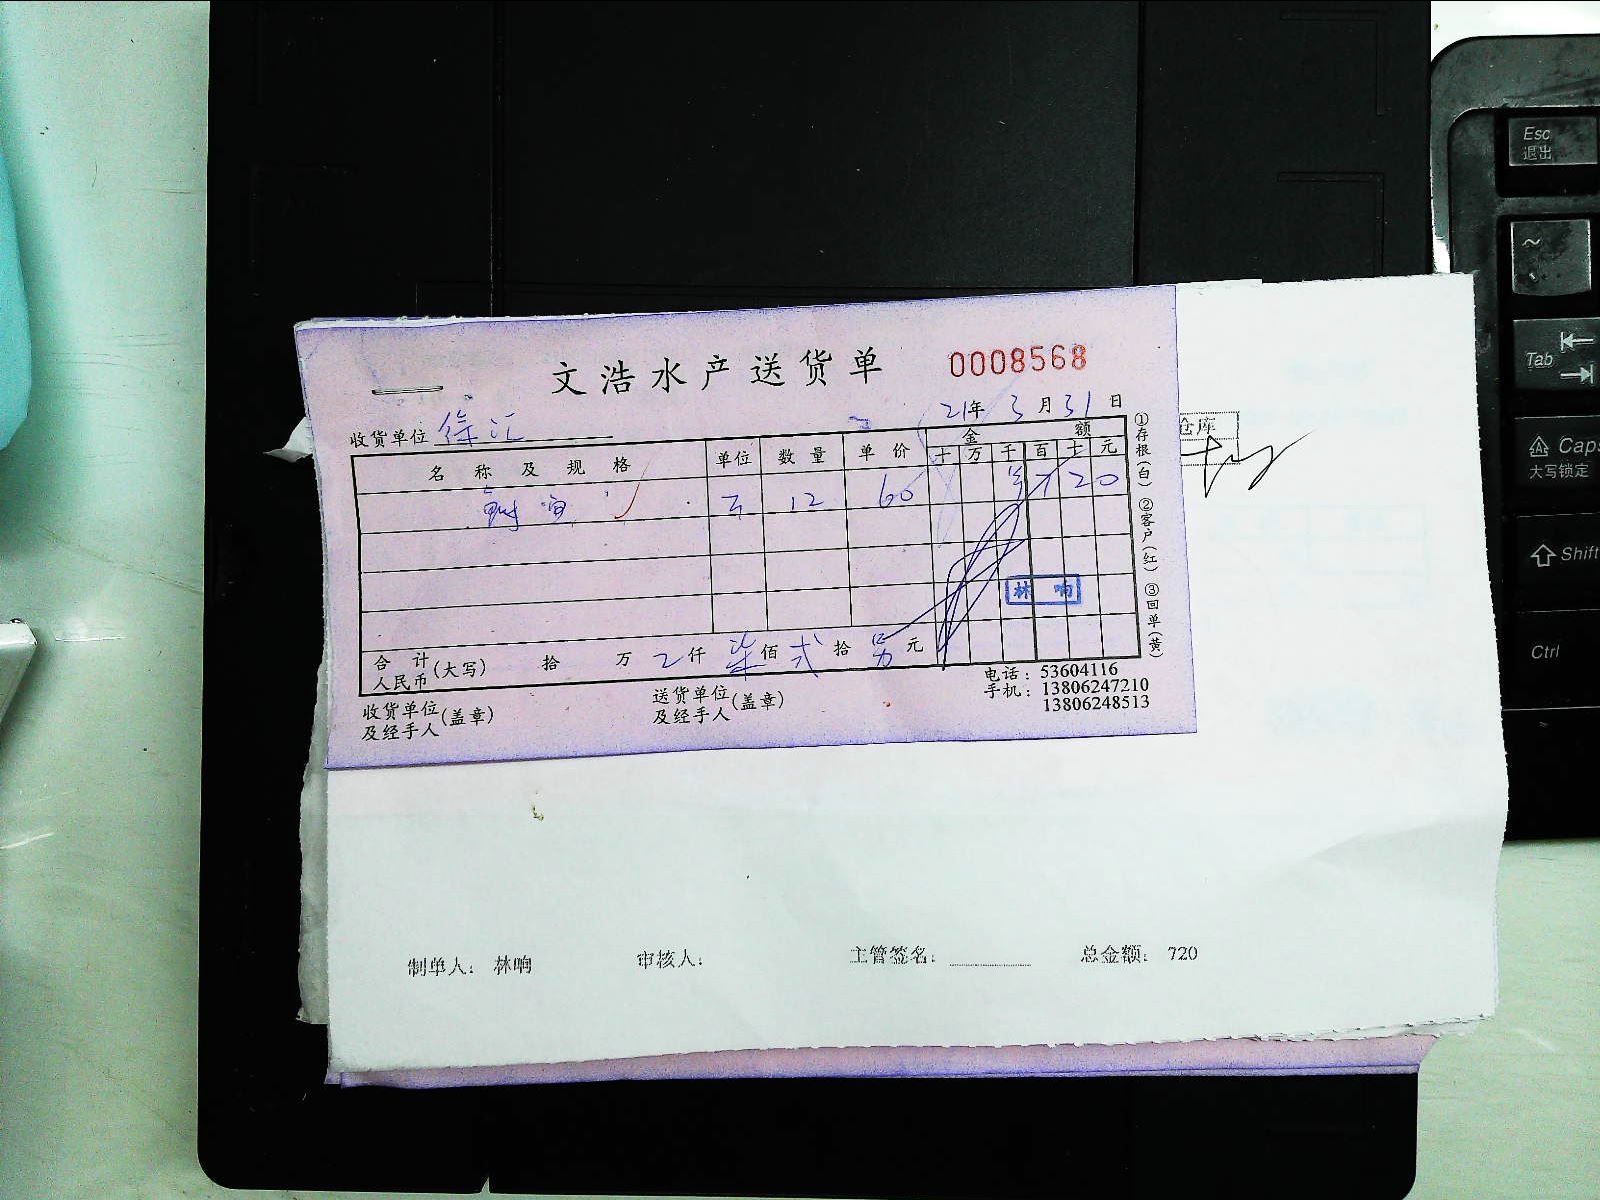 文浩水产送货单 0008568
21年 3月 31日
收货单位 徐汇
名称及规格 单位 数量 单价 金额
十 万 千 百 十 元
12 60 7 2 0
林响
合计 人民币 (大写) 拾 万 仟 柒 佰 弍 拾 元
收货单位 及经手人 (盖章) 送货单位 及经手人 (盖章)
电话：53604116
手机：13806247210
13806248513
①存根(白) ②客户(红) ③回单(黄)
仓库
制单人： 林响 审核人： 主管签名： 总金额： 720
Esc
退出
~
Tab
Caps
大写锁定
Shift
Ctrl